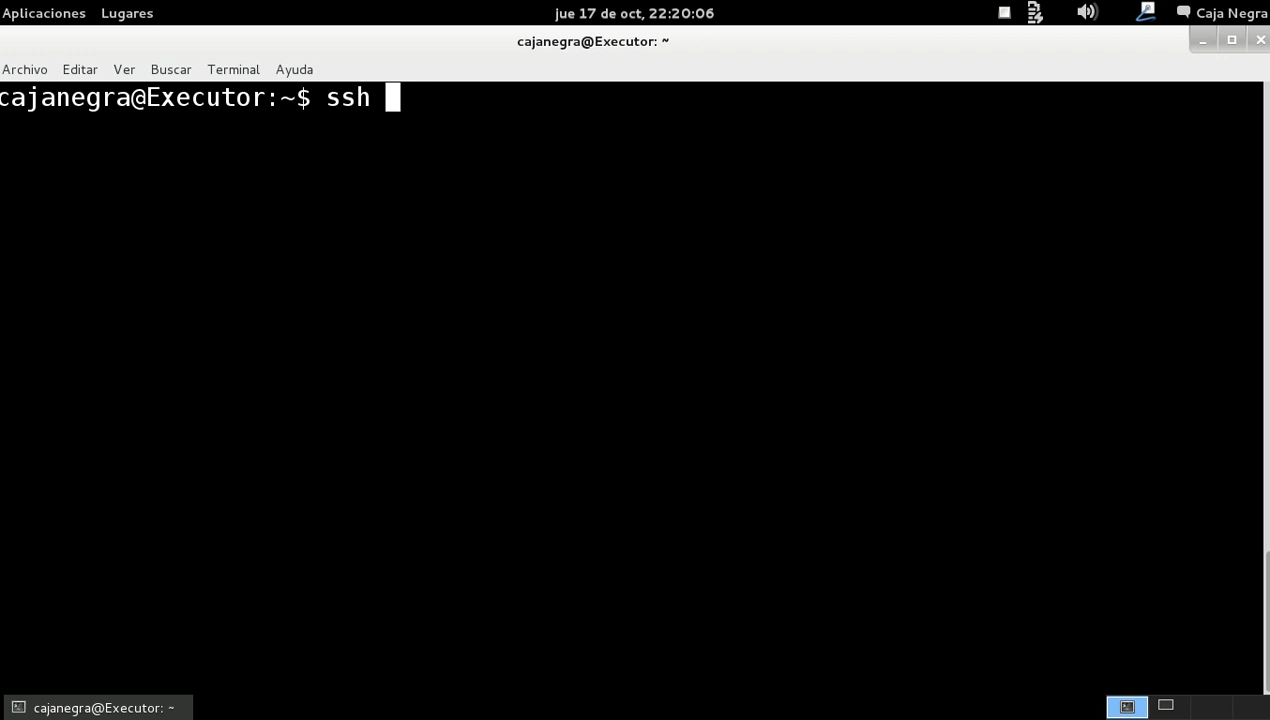 Aplicaciones Lugares jue 17 de oct, 22:20:06 Caja Negra
cajanegra@Executor: ~
Archivo Editar Ver Buscar Terminal Ayuda
cajanegra@Executor:~$ ssh
cajanegra@Executor: ~